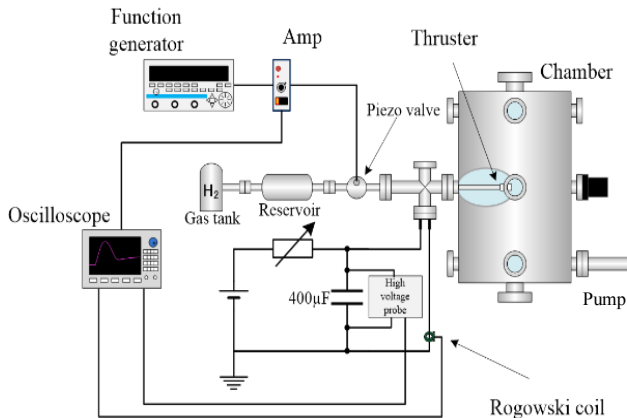 Function
generator
Amp
Thruster
Chamber
Piezo valve
H2
Gas tank
Reservoir
Oscilloscope
400μF
High
voltage
probe
Pump
Rogowski coil